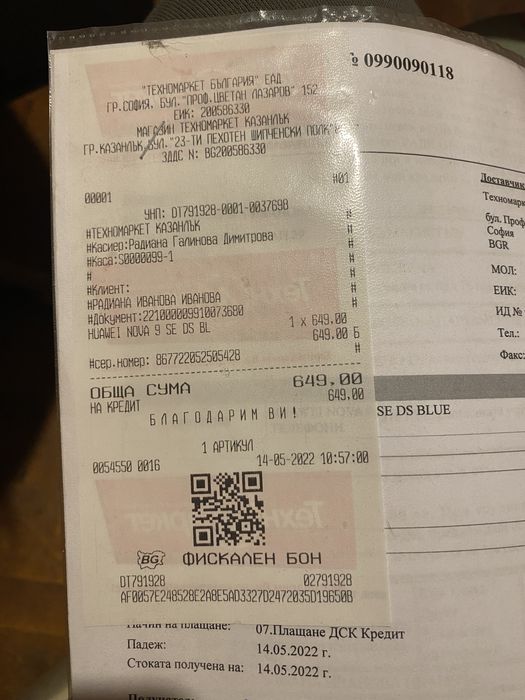 "ТЕХНОМАРКЕТ БЪЛГАРИЯ" ЕАД
ГР.СОФИЯ, БУЛ."ПРОФ.ЦВЕТАН ЛАЗАРОВ" 152
ЕИК: 200586330
МАГАЗИН ТЕХНОМАРКЕТ КАЗАНЛЪК
ГР.КАЗАНЛЪК,БУЛ."23-ТИ ПЕХОТЕН ШИПЧЕНСКИ ПОЛК"
ЗДДС N: BG200586330
00001 #01
УНП: DT791928-0001-0037698
#ТЕХНОМАРКЕТ КАЗАНЛЪК #
#Касиер:Радиана Галинова Димитрова #
#Каса:S0000099-1 #
# #
#Клиент: #
#РАДИАНА ИВАНОВА ИВАНОВА #
#Документ:22100000910073680 #
HUAWEI NOVA 9 SE DS BL 1 x 649.00
649.00 Б
#сер.номер: 867722052505428 #
ОБЩА СУМА 649,00
НА КРЕДИТ 649.00
БЛАГОДАРИМ ВИ!
1 АРТИКУЛ
0054550 0016 14-05-2022 10:57:00
BG ФИСКАЛЕН БОН
DT791928 02791928
AF0057E248528E2A8E5AD3327D2472035D19650B
№ 0990090118
Доставчик
Техномарк
бул. Проф
София
BGR
МОЛ:
ЕИК:
ИД №
Тел.:
Факс:
SE DS BLUE
Начин на плащане: 07.Плащане ДСК Кредит
Падеж: 14.05.2022 г.
Стоката получена на: 14.05.2022 г.